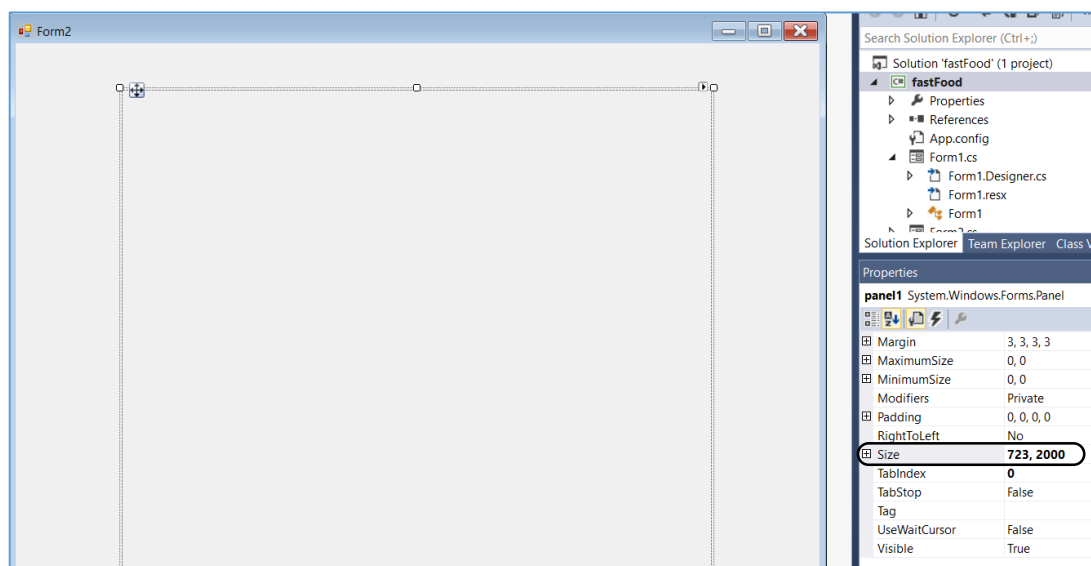 Form2
Search Solution Explorer (Ctrl+;)
Solution 'fastFood' (1 project)
C# fastFood
Properties
References
App.config
Form1.cs
Form1.Designer.cs
Form1.resx
Form1
Form2.cs
Solution Explorer Team Explorer Class V
Properties
panel1 System.Windows.Forms.Panel
Margin 3, 3, 3, 3
MaximumSize 0, 0
MinimumSize 0, 0
Modifiers Private
Padding 0, 0, 0, 0
RightToLeft No
Size 723, 2000
TabIndex 0
TabStop False
Tag
UseWaitCursor False
Visible True